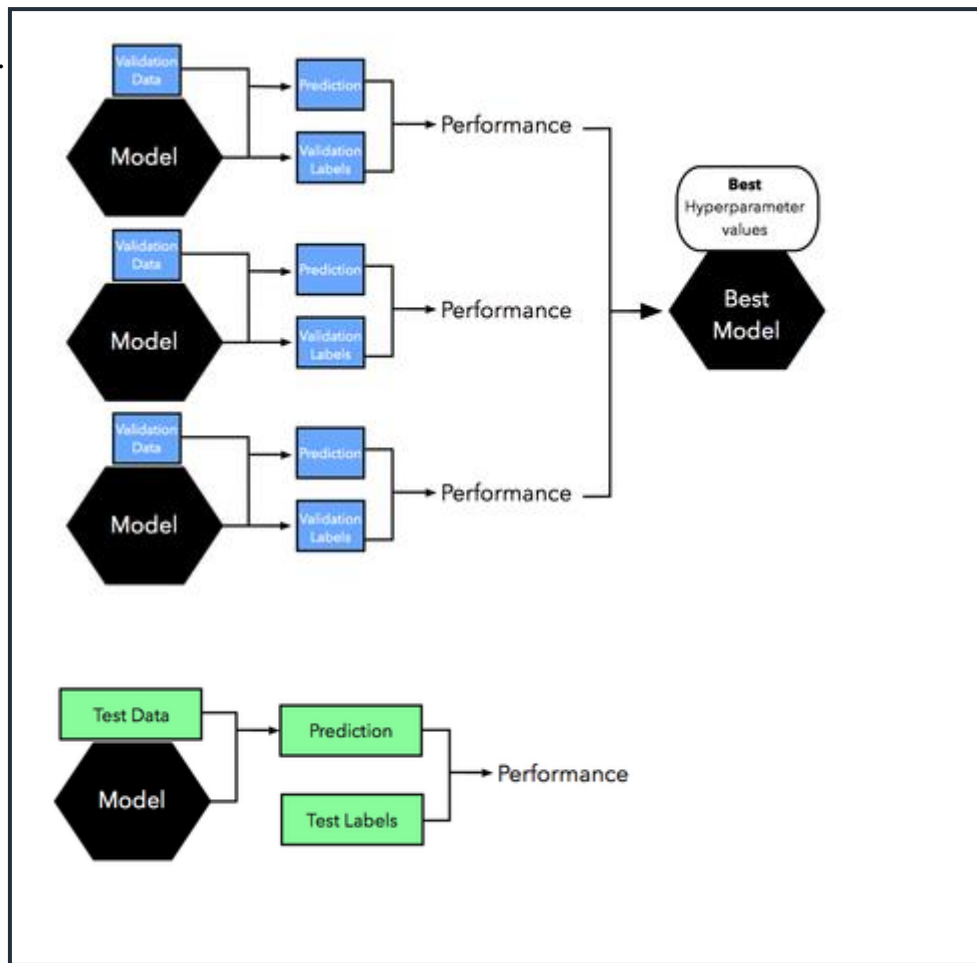 Validation
Data
Model
Prediction
Validation
Labels
Performance
Validation
Data
Model
Prediction
Validation
Labels
Performance
Validation
Data
Model
Prediction
Validation
Labels
Performance
Best
Hyperparameter
values
Best
Model
Test Data
Model
Prediction
Test Labels
Performance